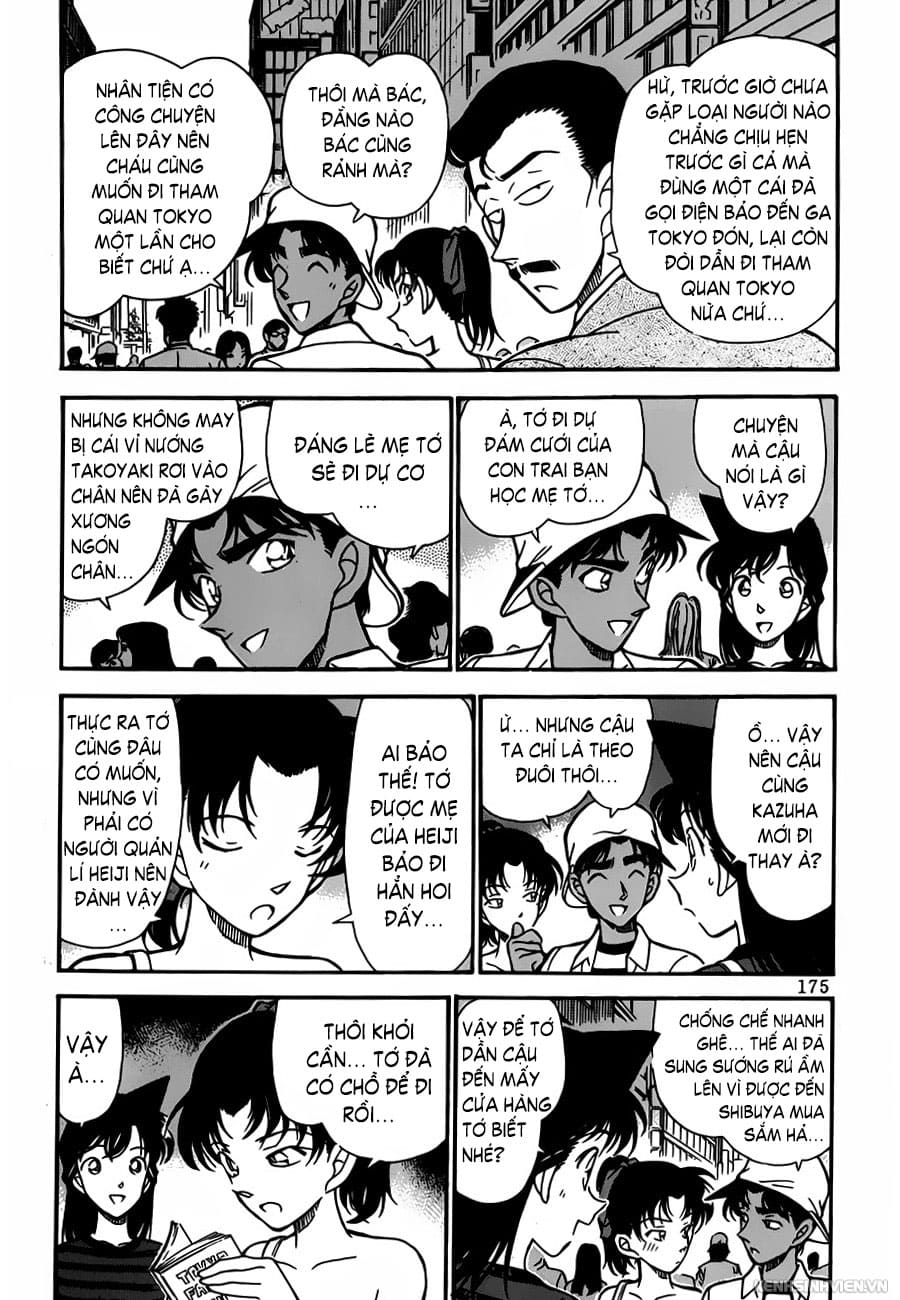 HỪ, TRƯỚC GIỜ CHƯA
GẶP LOẠI NGƯỜI NÀO
CHẲNG CHỊU HẸN
TRƯỚC GÌ CẢ MÀ
ĐÙNG MỘT CÁI ĐÃ
GỌI ĐIỆN BẢO ĐẾN GA
TOKYO ĐÓN, LẠI CÒN
ĐÒI DẪN ĐI THAM
QUAN TOKYO
NỮA CHỨ...
THÔI MÀ BÁC,
ĐẰNG NÀO
BÁC CŨNG
RẢNH MÀ?
NHÂN TIỆN CÓ
CÔNG CHUYỆN
LÊN ĐÂY NÊN
CHÁU CŨNG
MUỐN ĐI THAM
QUAN TOKYO
MỘT LẦN CHO
BIẾT CHỨ Ạ...
CHUYỆN
MÀ CẬU
NÓI LÀ GÌ
VẬY?
À, TỚ ĐI DỰ
ĐÁM CƯỚI CỦA
CON TRAI BẠN
HỌC MẸ TỚ...
ĐÁNG LẼ MẸ TỚ
SẼ ĐI DỰ CƠ
...
NHƯNG KHÔNG MAY
BỊ CÁI VỈ NƯỚNG
TAKOYAKI RƠI VÀO
CHÂN NÊN ĐÃ GÃY
XƯƠNG
NGÓN
CHÂN...
Ồ... VẬY
NÊN CẬU
CÙNG
KAZUHA
MỚI ĐI
THAY À?
Ừ... NHƯNG CẬU
TA CHỈ LÀ THEO
ĐUÔI THÔI...
AI BẢO
THẾ! TỚ
ĐƯỢC MẸ
CỦA HEIJI
BẢO ĐI
HẲN HOI
ĐẤY...
THỰC RA TỚ
CŨNG ĐÂU
CÓ MUỐN,
NHƯNG VÌ
PHẢI CÓ
NGƯỜI QUẢN
LÍ HEIJI NÊN
ĐÀNH VẬY
...
175
CHỐNG CHẾ NHANH
GHÊ... THẾ AI ĐÃ
SUNG SƯỚNG RÚ ẦM
LÊN VÌ ĐƯỢC ĐẾN
SHIBUYA MUA
SẮM HẢ...
VẬY ĐỂ TỚ
DẪN CẬU
ĐẾN MẤY
CỬA HÀNG
TỚ BIẾT
NHÉ?
THÔI KHỎI
CẦN... TỚ ĐÃ
CÓ CHỖ ĐỂ ĐI
RỒI...
VẬY
À...
KENHSINHVIEN.VN